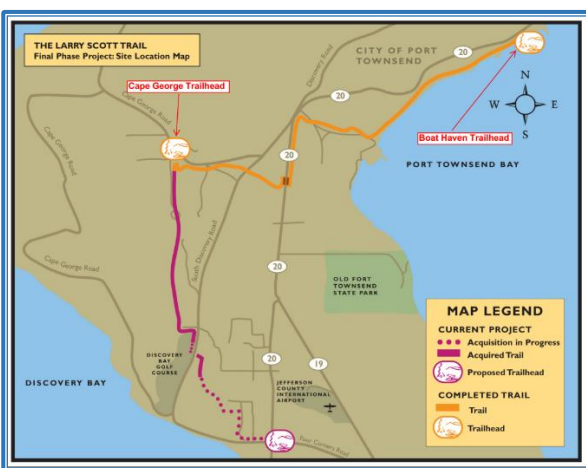 THE LARRY SCOTT TRAIL
Final Phase Project: Site Location Map
Cape George Trailhead
Cape George Road
Discovery Road
CITY OF PORT
TOWNSEND
20
20
20
N
W
E
S
Boat Haven Trailhead
PORT TOWNSEND BAY
Cape George Road
South Discovery Road
20
OLD FORT
TOWNSEND
STATE PARK
DISCOVERY
BAY
GOLF
COURSE
DISCOVERY BAY
20
19
JEFFERSON
COUNTY
INTERNATIONAL
AIRPORT
Four Corners Road
MAP LEGEND
CURRENT PROJECT
Acquisition in Progress
Acquired Trail
Proposed Trailhead
COMPLETED TRAIL
Trail
Trailhead